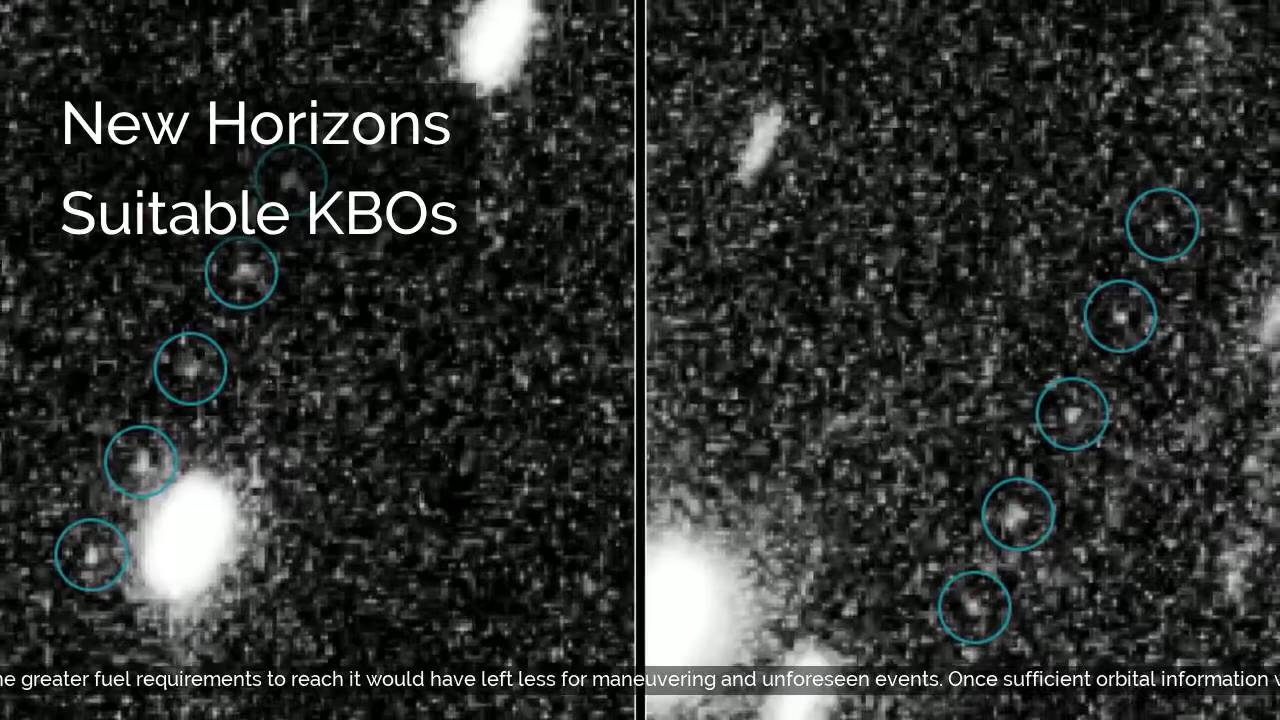 New Horizons
Suitable KBOs
greater fuel requirements to reach it would have left less for maneuvering and unforeseen events. Once sufficient orbital information